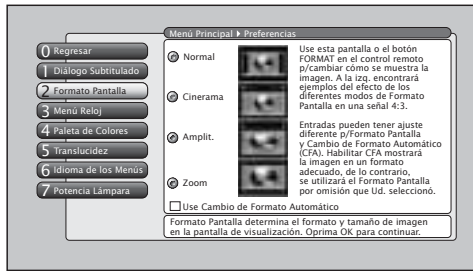 Menú Principal ▸ Preferencias
0 Regresar
1 Diálogo Subtitulado
2 Formato Pantalla
3 Menú Reloj
4 Paleta de Colores
5 Translucidez
6 Idioma de los Menús
7 Potencia Lámpara
Normal
Cinerama
Amplit.
Zoom
Use esta pantalla o el botón
FORMAT en el control remoto
p/cambiar cómo se muestra la
imagen. A la izq. encontrará
ejemplos del efecto de los
diferentes modos de Formato
Pantalla en una señal 4:3.
Entradas pueden tener ajuste
diferente p/Formato Pantalla
y Cambio de Formato Automático
(CFA). Habilitar CFA mostrará
la imagen en un formato
adecuado, de lo contrario,
se utilizará el Formato Pantalla
por omisión que Ud. seleccionó.
Use Cambio de Formato Automático
Formato Pantalla determina el formato y tamaño de imagen
en la pantalla de visualización. Oprima OK para continuar.